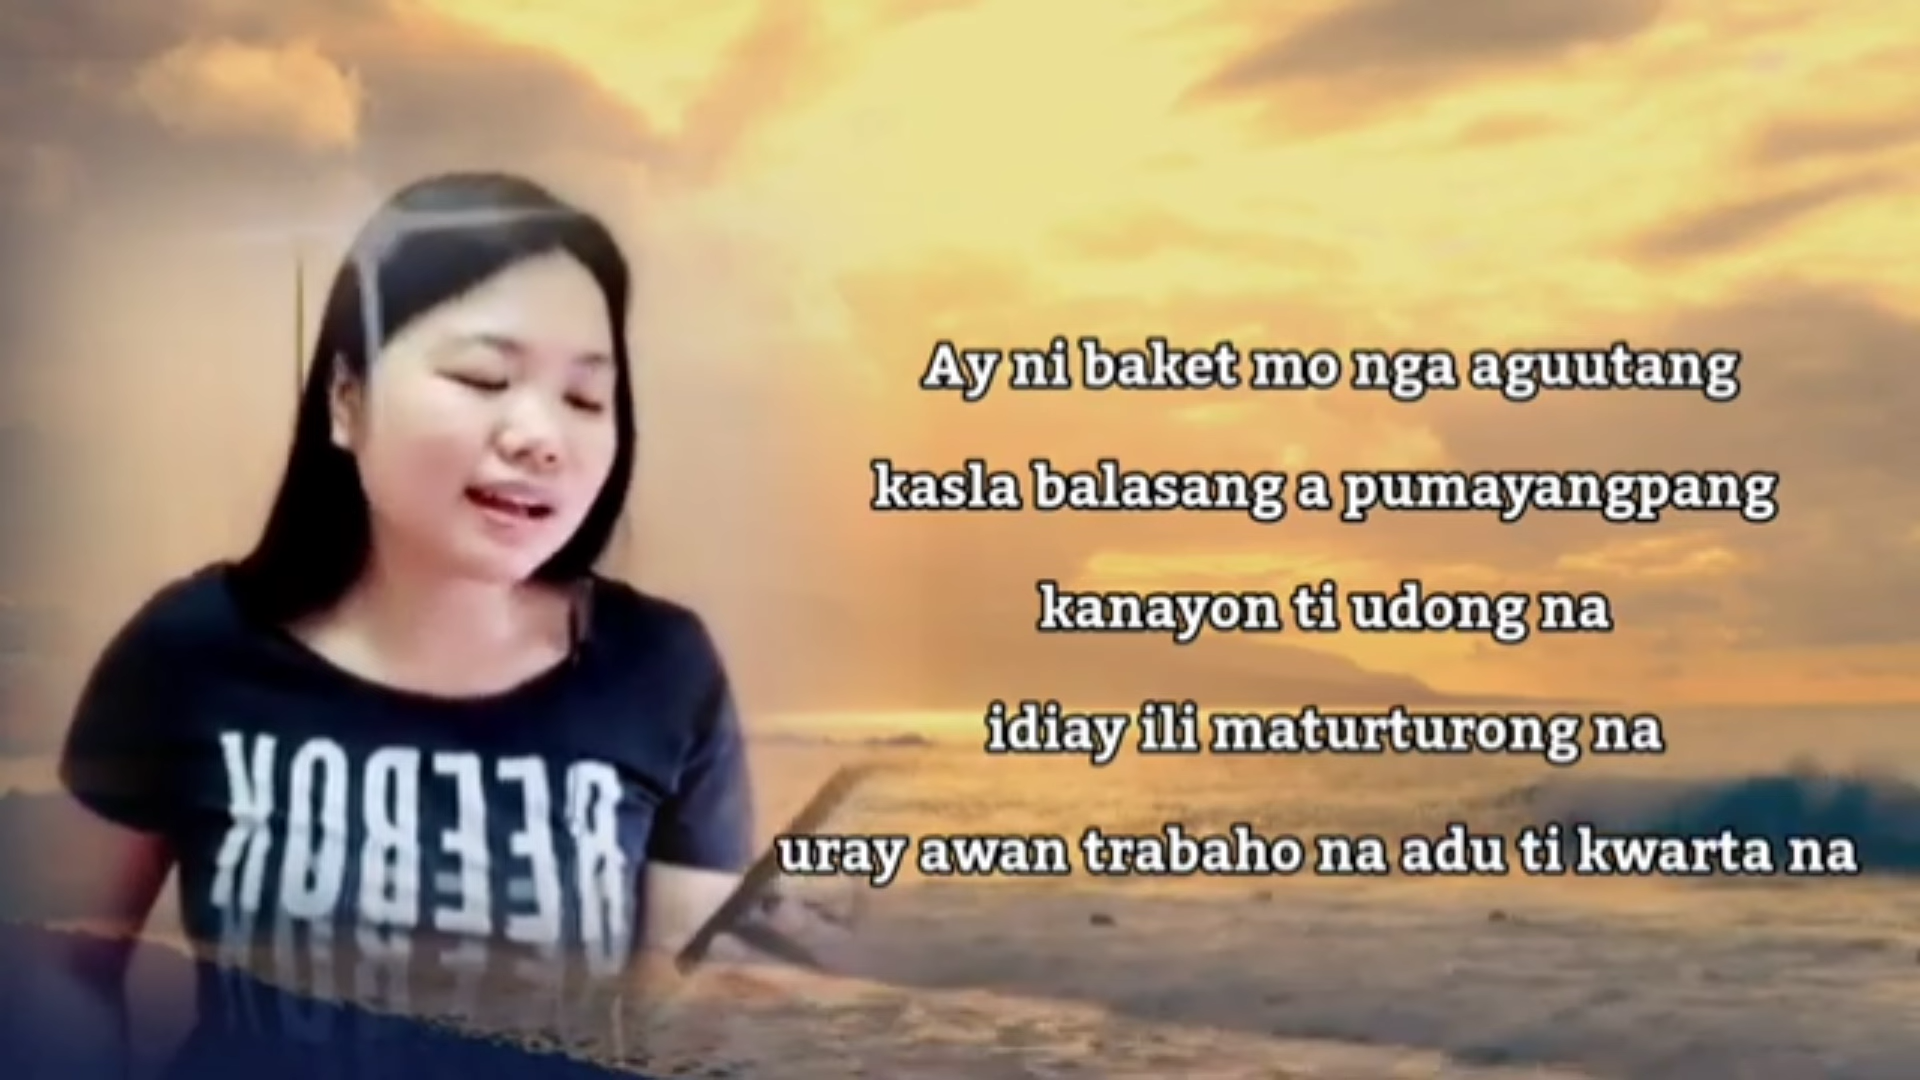 Ay ni baket mo nga aguutang
kasla balasang a pumayangpang
kanayon ti udong na
idiay ili maturturong na
uray awan trabaho na adu ti kwarta na
REEBOK